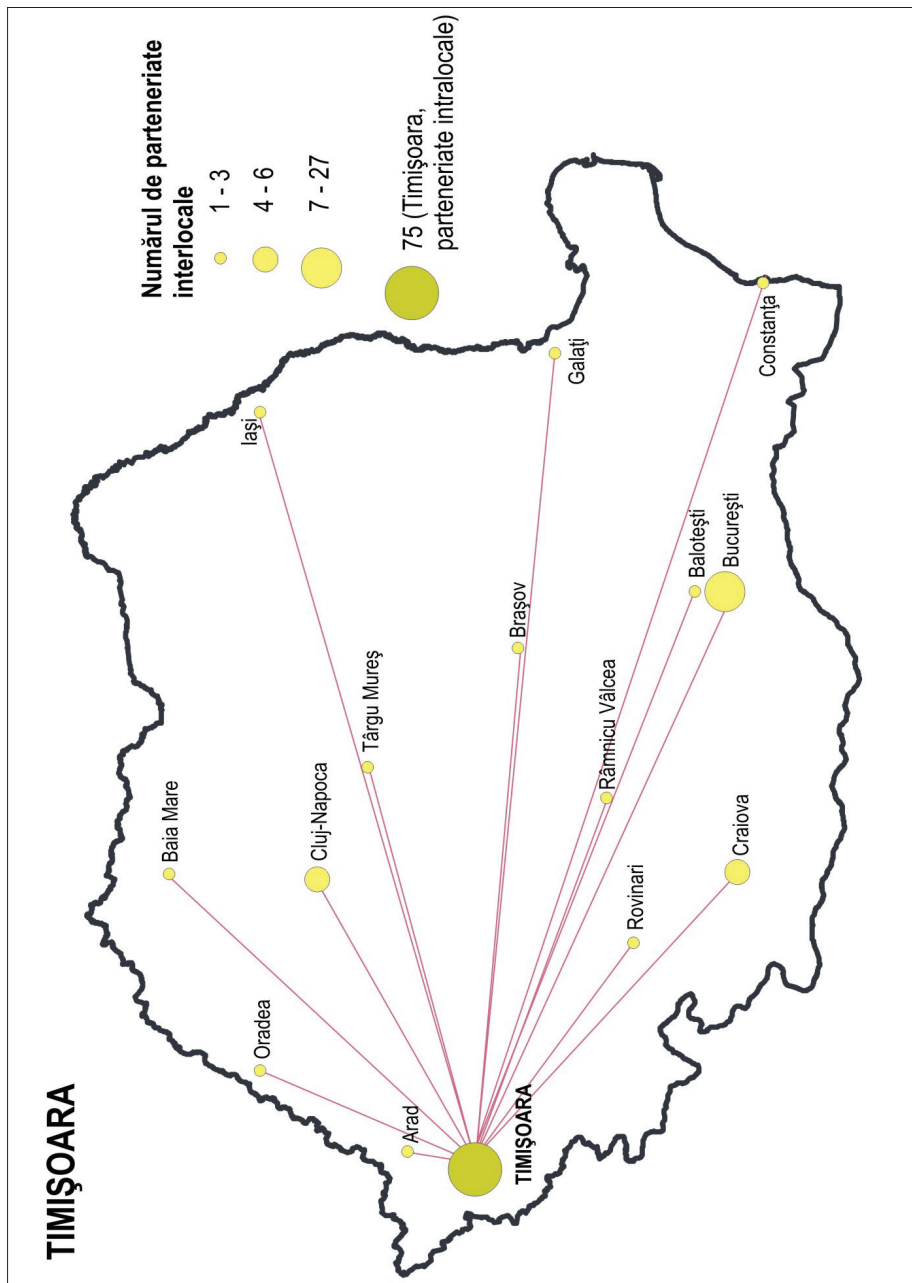 TIMIŞOARA
Numărul de parteneriate
interlocale
1 - 3
4 - 6
7 - 27
75 (Timişoara,
parteneriate intralocale)
Baia Mare
Oradea
Iaşi
Cluj-Napoca
Târgu Mureş
Arad
TIMIŞOARA
Braşov
Galaţi
Râmnicu Vâlcea
Rovinari
Baloteşti
Bucureşti
Craiova
Constanţa